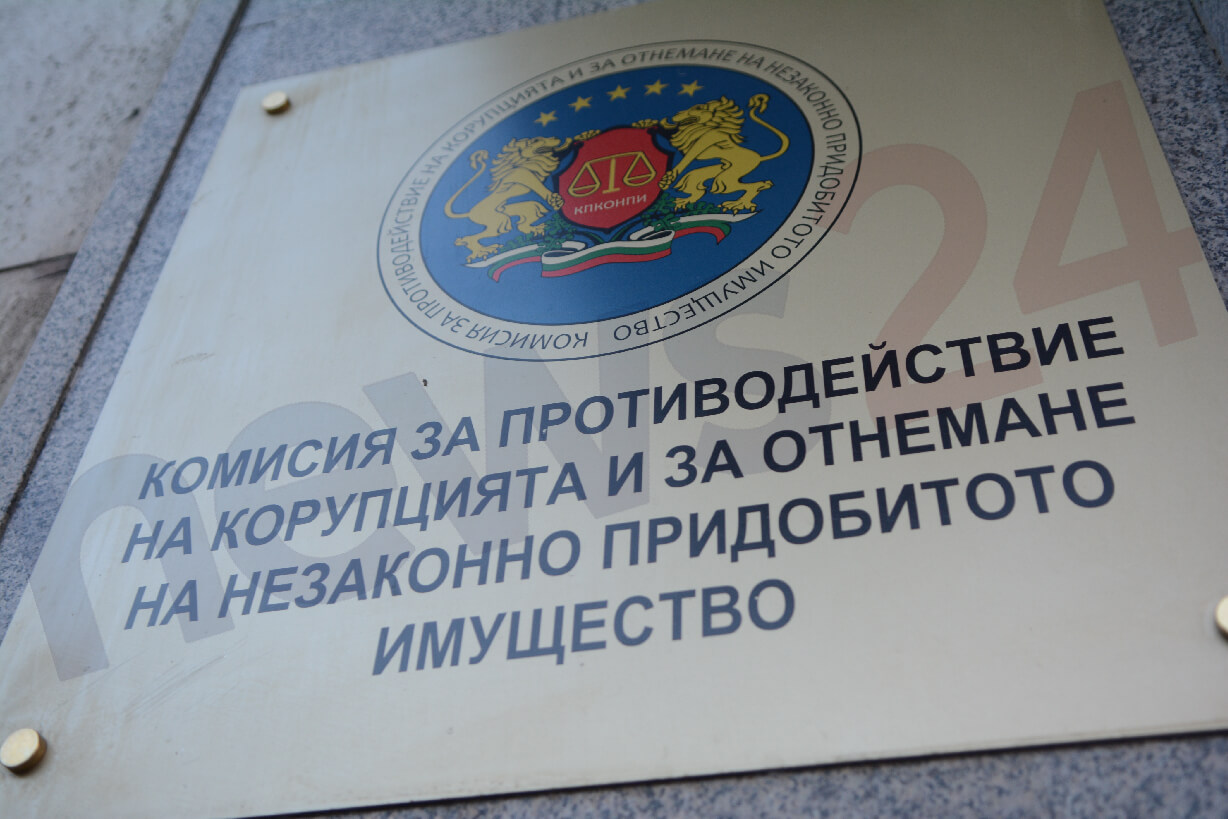 КОМИСИЯ ЗА ПРОТИВОДЕЙСТВИЕ НА КОРУПЦИЯТА И ЗА ОТНЕМАНЕ НА НЕЗАКОННО ПРИДОБИТОТО ИМУЩЕСТВО
КПКОНПИ
КОМИСИЯ ЗА ПРОТИВОДЕЙСТВИЕ
НА КОРУПЦИЯТА И ЗА ОТНЕМАНЕ
НА НЕЗАКОННО ПРИДОБИТОТО
ИМУЩЕСТВО
news24